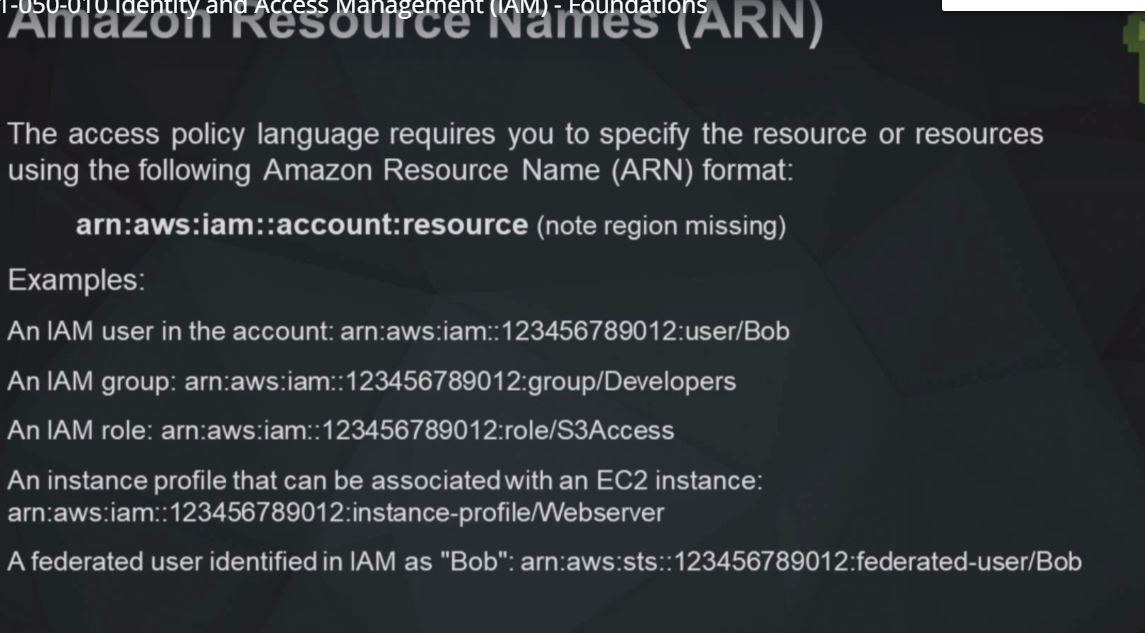 1-050-010 Identity and Access Management (IAM) - Foundations
Amazon Resource Names (ARN)
The access policy language requires you to specify the resource or resources
using the following Amazon Resource Name (ARN) format:
arn:aws:iam::account:resource (note region missing)
Examples:
An IAM user in the account: arn:aws:iam::123456789012:user/Bob
An IAM group: arn:aws:iam::123456789012:group/Developers
An IAM role: arn:aws:iam::123456789012:role/S3Access
An instance profile that can be associated with an EC2 instance:
arn:aws:iam::123456789012:instance-profile/Webserver
A federated user identified in IAM as "Bob": arn:aws:sts::123456789012:federated-user/Bob